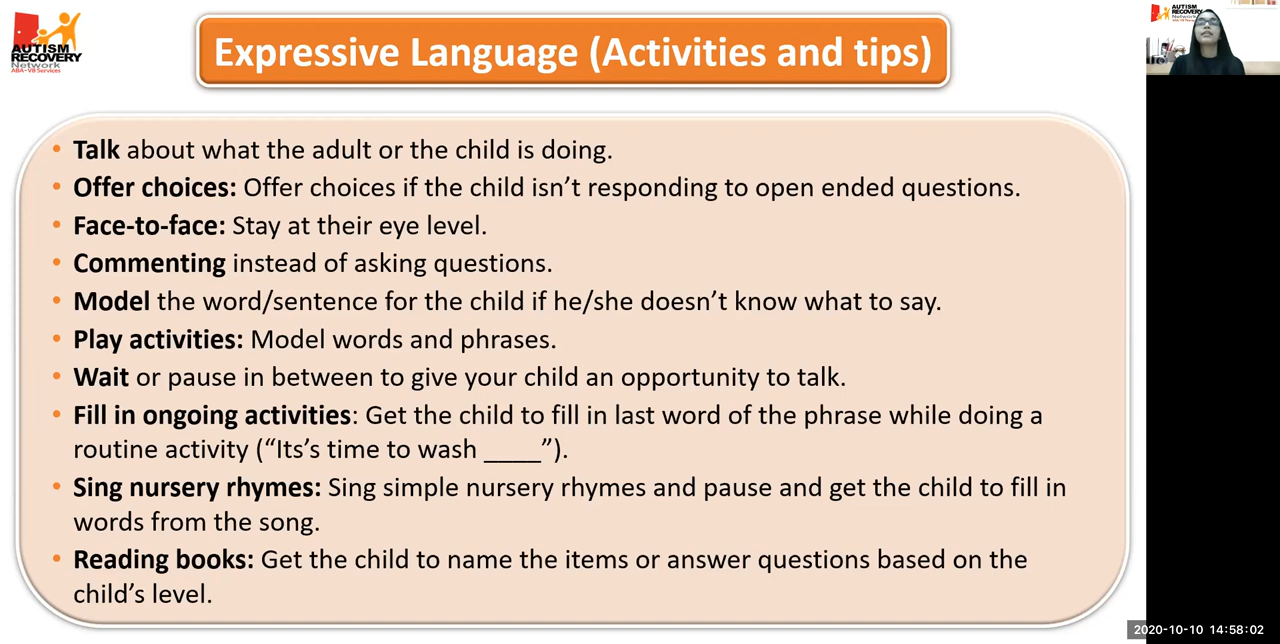 AUTISM
RECOVERY
Network
ABA-VB Services
Expressive Language (Activities and tips)
AUTISM
RECOVERY
Network
• Talk about what the adult or the child is doing.
• Offer choices: Offer choices if the child isn’t responding to open ended questions.
• Face-to-face: Stay at their eye level.
• Commenting instead of asking questions.
• Model the word/sentence for the child if he/she doesn’t know what to say.
• Play activities: Model words and phrases.
• Wait or pause in between to give your child an opportunity to talk.
• Fill in ongoing activities: Get the child to fill in last word of the phrase while doing a
routine activity (“Its’s time to wash ____”).
• Sing nursery rhymes: Sing simple nursery rhymes and pause and get the child to fill in
words from the song.
• Reading books: Get the child to name the items or answer questions based on the
child’s level.
2020-10-10 14:58:02